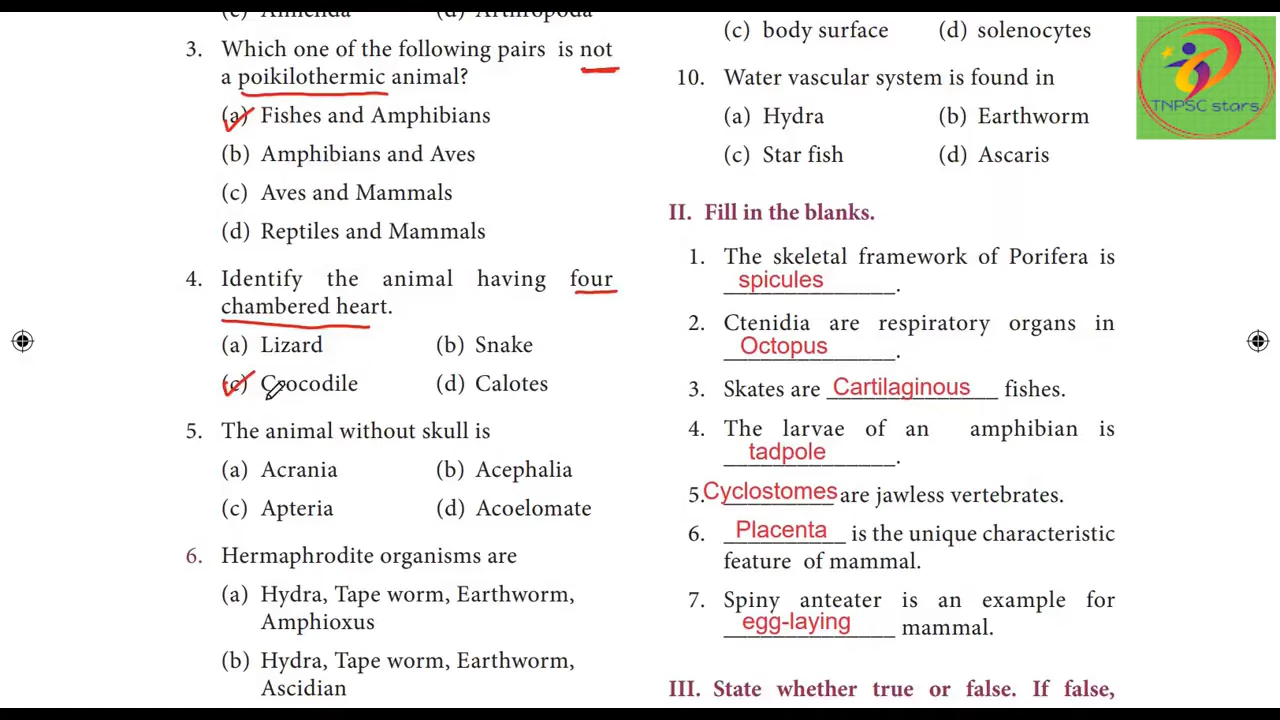 (c) Annelida (d) Arthropoda
3. Which one of the following pairs is not
a poikilothermic animal?
(a) Fishes and Amphibians
(b) Amphibians and Aves
(c) Aves and Mammals
(d) Reptiles and Mammals
4. Identify the animal having four
chambered heart.
(a) Lizard (b) Snake
(c) Crocodile (d) Calotes
5. The animal without skull is
(a) Acrania (b) Acephalia
(c) Apteria (d) Acoelomate
6. Hermaphrodite organisms are
(a) Hydra, Tape worm, Earthworm,
Amphioxus
(b) Hydra, Tape worm, Earthworm,
Ascidian
(c) body surface (d) solenocytes
10. Water vascular system is found in
(a) Hydra (b) Earthworm
(c) Star fish (d) Ascaris
II. Fill in the blanks.
1. The skeletal framework of Porifera is
spicules.
2. Ctenidia are respiratory organs in
Octopus.
3. Skates are Cartilaginous fishes.
4. The larvae of an amphibian is
tadpole.
5. Cyclostomes are jawless vertebrates.
6. Placenta is the unique characteristic
feature of mammal.
7. Spiny anteater is an example for
egg-laying mammal.
III. State whether true or false. If false,
TNPSC stars